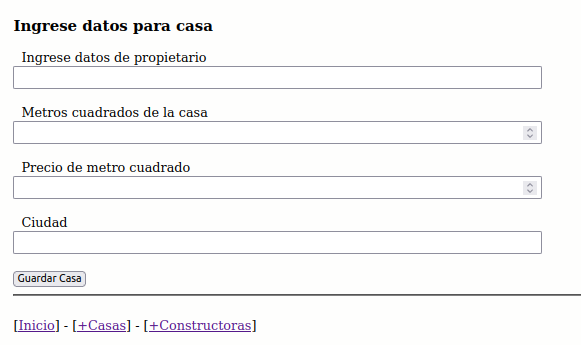 Ingrese datos para casa
Ingrese datos de propietario
Metros cuadrados de la casa
Precio de metro cuadrado
Ciudad
Guardar Casa
[Inicio] - [+Casas] - [+Constructoras]